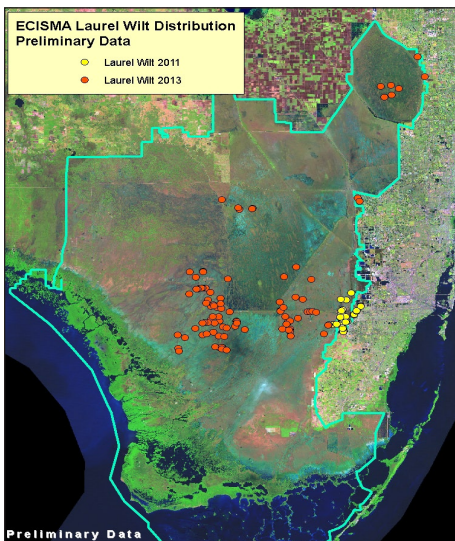 ECISMA Laurel Wilt Distribution
Preliminary Data
Laurel Wilt 2011
Laurel Wilt 2013
Preliminary Data